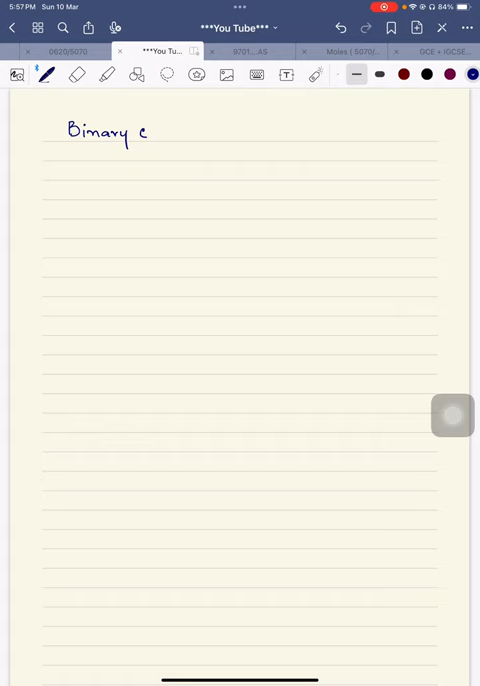 5:57 PM Sun 10 Mar 84%
***You Tube***
0620/5070 ***You Tu... 9701....AS Moles ( 5070/... GCE + IGCSE...
T
Binary c